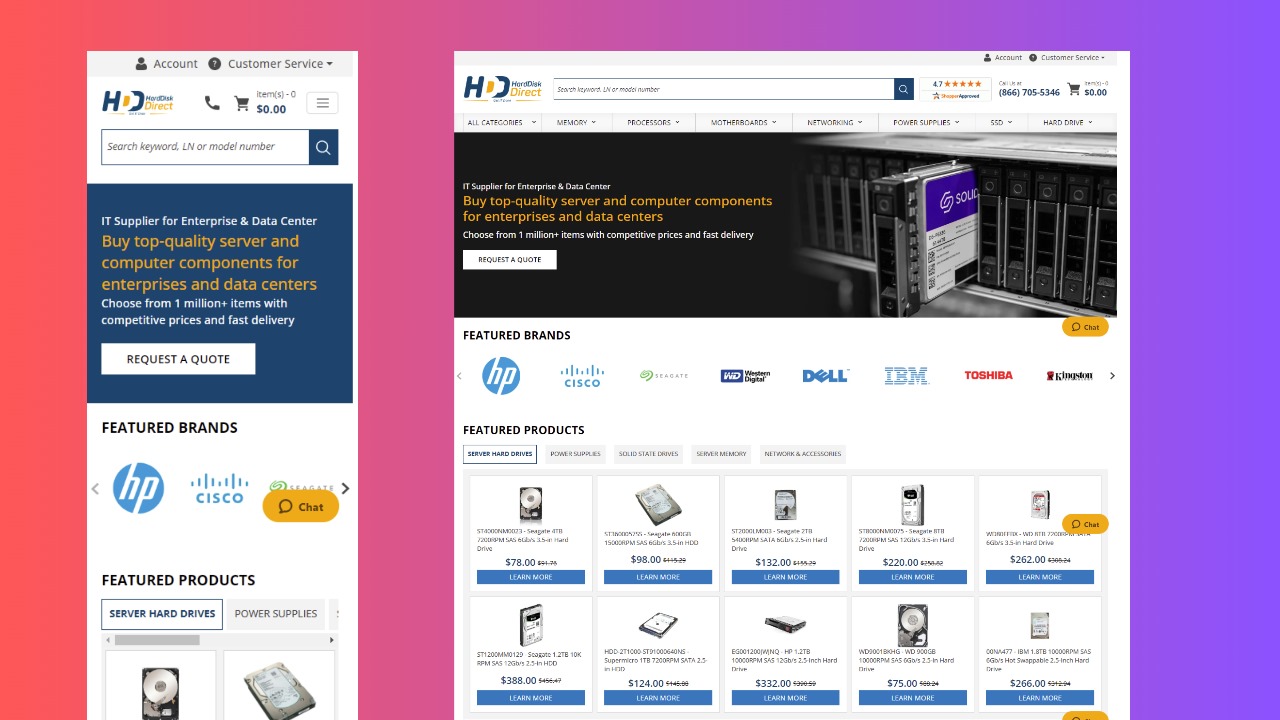 Account
Customer Service
HardDisk
Direct
Item(s) - 0
$0.00
Search keyword, LN or model number
IT Supplier for Enterprise & Data Center
Buy top-quality server and
computer components for
enterprises and data centers
Choose from 1 million+ items with
competitive prices and fast delivery
REQUEST A QUOTE
FEATURED BRANDS
hp
CISCO
SEAGATE
Chat
FEATURED PRODUCTS
SERVER HARD DRIVES
POWER SUPPLIES
Account
Customer Service
HardDisk
Direct
Search keyword, LN or model number
4.7
ShopperApproved
Call Us at
(866) 705-5346
Item(s) - 0
$0.00
ALL CATEGORIES
MEMORY
PROCESSORS
MOTHERBOARDS
NETWORKING
POWER SUPPLIES
SSD
HARD DRIVE
IT Supplier for Enterprise & Data Center
Buy top-quality server and computer components
for enterprises and data centers
Choose from 1 million+ items with competitive prices and fast delivery
REQUEST A QUOTE
SOLID
Chat
FEATURED BRANDS
hp
CISCO
SEAGATE
WD Western
Digital
DELL
IBM
TOSHIBA
Kingston
FEATURED PRODUCTS
SERVER HARD DRIVES
POWER SUPPLIES
SOLID STATE DRIVES
SERVER MEMORY
NETWORK & ACCESSORIES
ST4000NM0023 - Seagate 4TB
7200RPM SAS 6Gb/s 3.5-in Hard
Drive
$78.00 $91.76
LEARN MORE
ST3600057SS - Seagate 600GB
15000RPM SAS 6Gb/s 3.5-in HDD
$98.00 $115.29
LEARN MORE
ST2000LM003 - Seagate 2TB
5400RPM SATA 6Gb/s 2.5-in Hard
Drive
$132.00 $155.29
LEARN MORE
ST8000NM0075 - Seagate 8TB
7200RPM SAS 12Gb/s 3.5-in Hard
Drive
$220.00 $258.82
LEARN MORE
Chat
WD80EFBX - WD 8TB 7200RPM SATA
6Gb/s 3.5-in Hard Drive
$262.00 $308.24
LEARN MORE
ST1200MM0129 - Seagate 1.2TB 10K
RPM SAS 12Gb/s 2.5-in HDD
$388.00 $456.47
LEARN MORE
HDD-2T1000-ST91000640NS -
Supermicro 1TB 7200RPM SATA 2.5-
in HDD
$124.00 $145.88
LEARN MORE
EG001200JWJNQ - HP 1.2TB
10000RPM SAS 12Gb/s 2.5-inch Hard
Drive
$332.00 $390.59
LEARN MORE
WD9001BKHG - WD 900GB
10000RPM SAS 6Gb/s 2.5-in Hard
Drive
$75.00 $88.24
LEARN MORE
00NA477 - IBM 1.8TB 10000RPM SAS
6Gb/s Hot Swappable 2.5-inch Hard
Drive
$266.00 $312.94
LEARN MORE